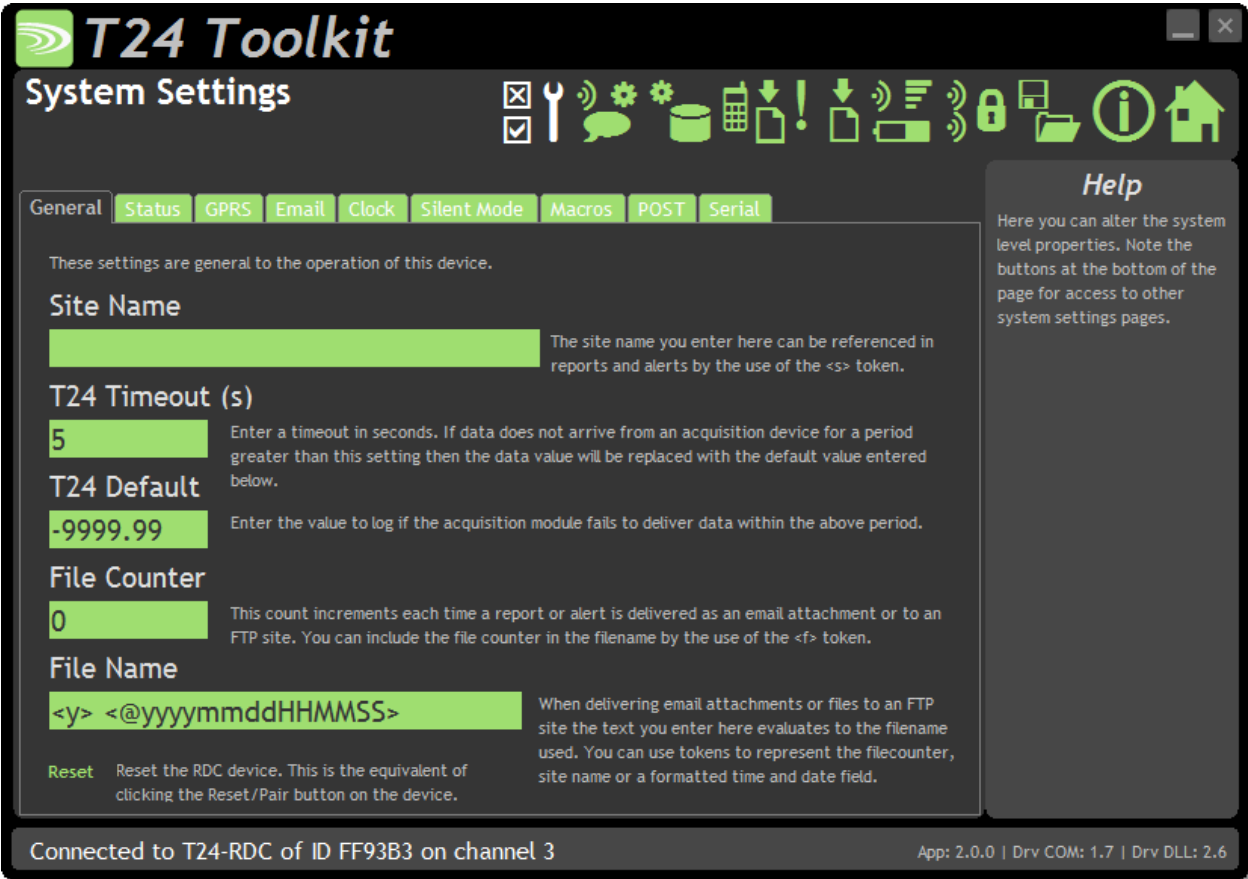 T24 Toolkit
System Settings
General Status GPRS Email Clock Silent Mode Macros POST Serial
These settings are general to the operation of this device.
Site Name
The site name you enter here can be referenced in
reports and alerts by the use of the <s> token.
T24 Timeout (s)
5
Enter a timeout in seconds. If data does not arrive from an acquisition device for a period
greater than this setting then the data value will be replaced with the default value entered
below.
T24 Default
-9999.99
Enter the value to log if the acquisition module fails to deliver data within the above period.
File Counter
0
This count increments each time a report or alert is delivered as an email attachment or to an
FTP site. You can include the file counter in the filename by the use of the <f> token.
File Name
<y> <@yyyymmddHHMMSS>
When delivering email attachments or files to an FTP
site the text you enter here evaluates to the filename
used. You can use tokens to represent the filecounter,
site name or a formatted time and date field.
Reset
Reset the RDC device. This is the equivalent of
clicking the Reset/Pair button on the device.
Help
Here you can alter the system
level properties. Note the
buttons at the bottom of the
page for access to other
system settings pages.
Connected to T24-RDC of ID FF93B3 on channel 3
App: 2.0.0 | Drv COM: 1.7 | Drv DLL: 2.6